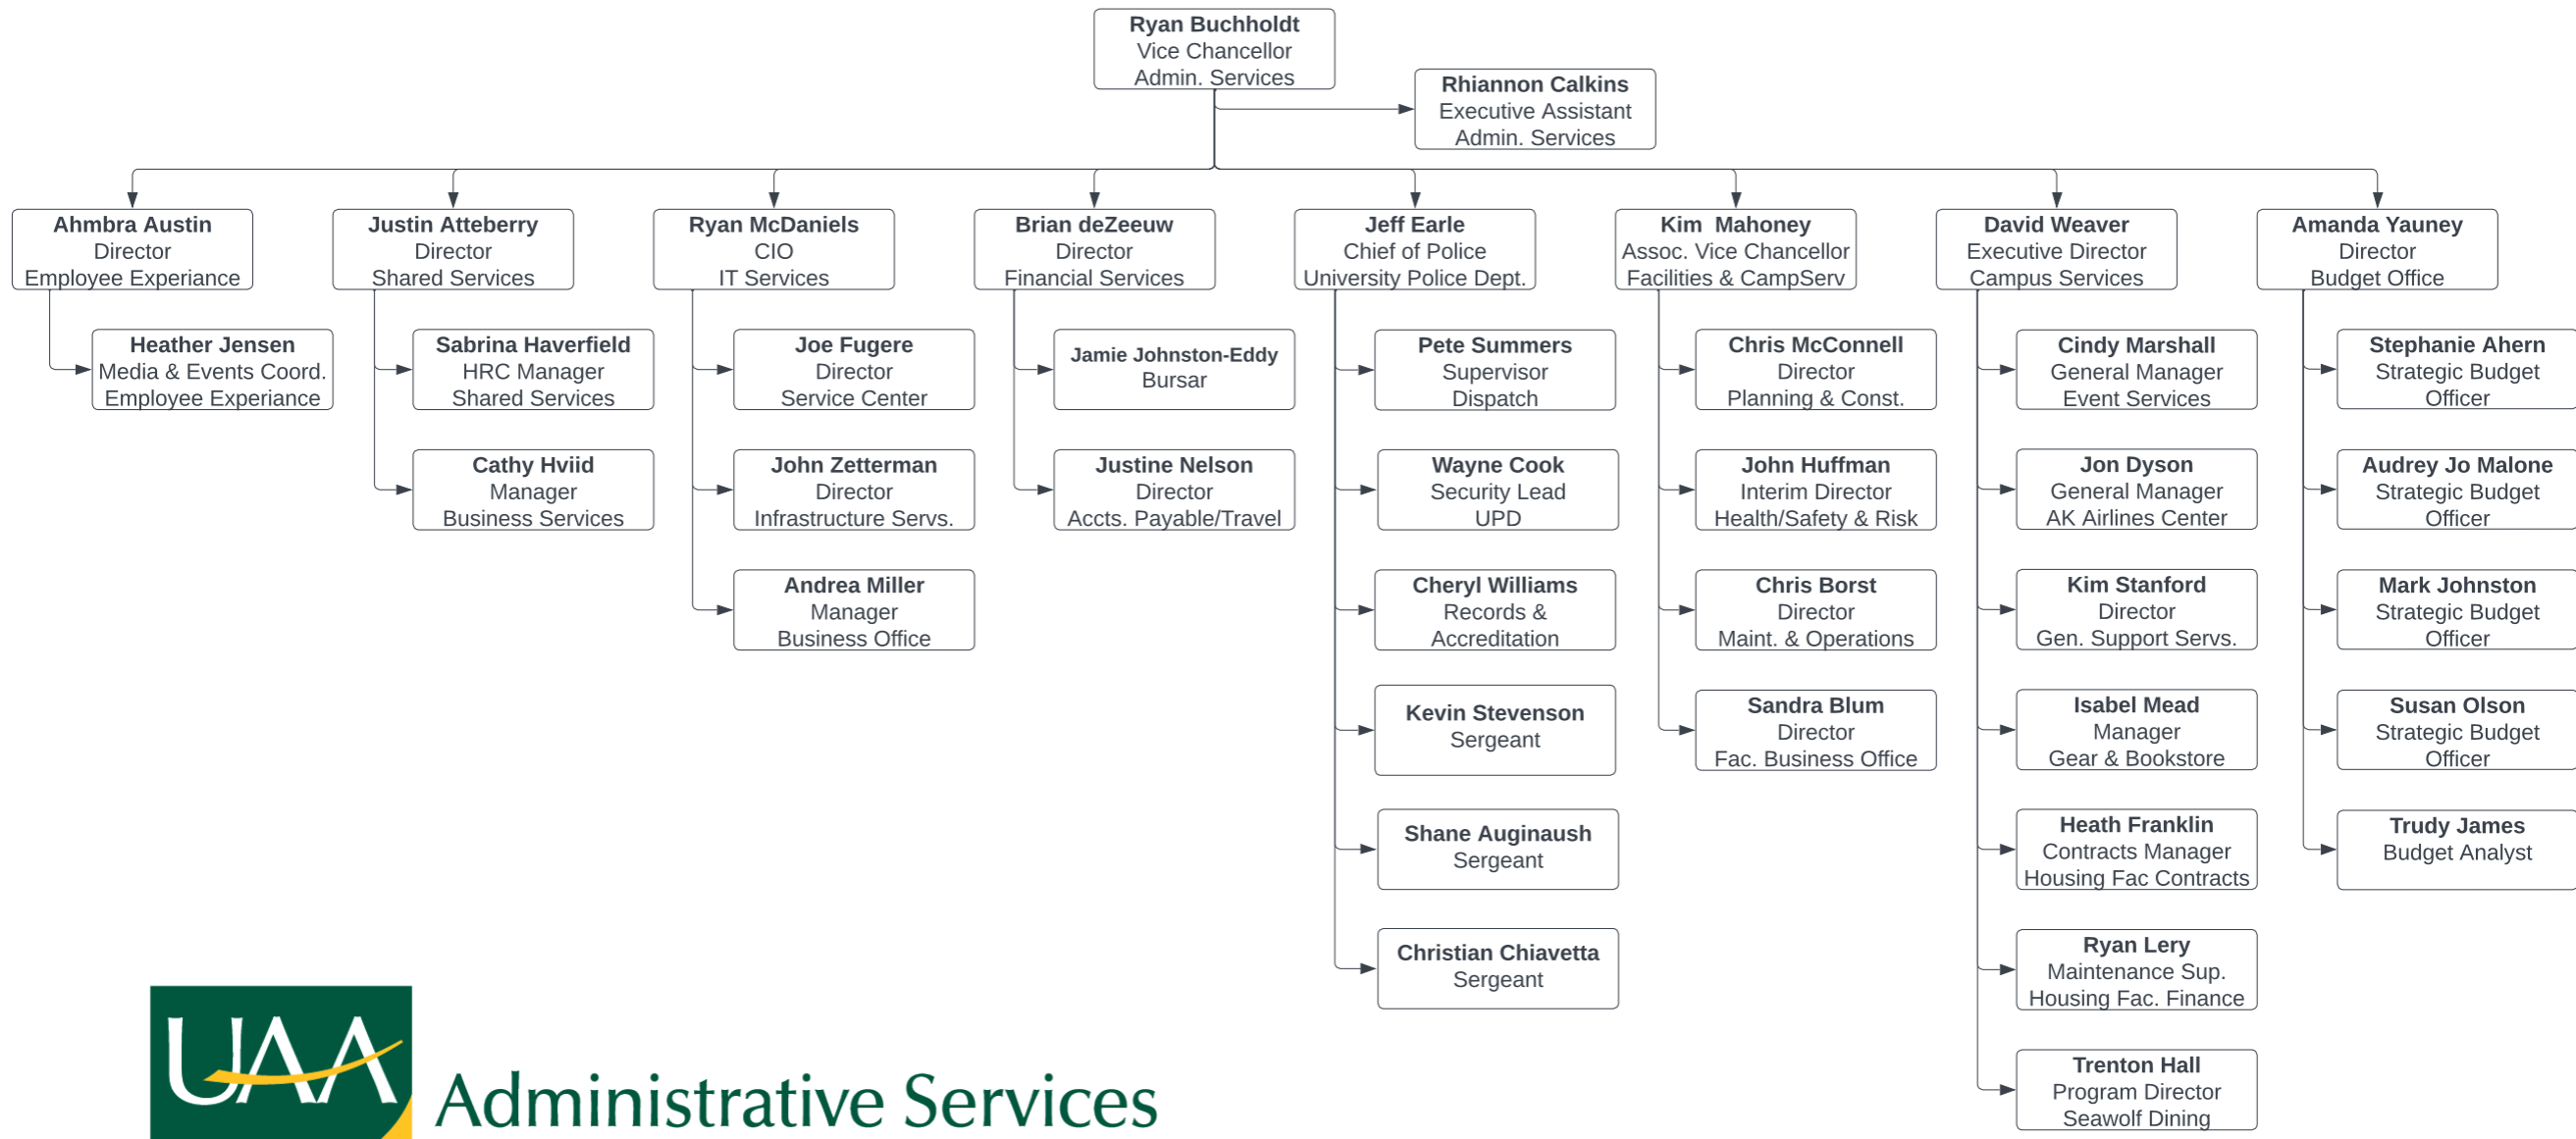 Ryan Buchholdt
Vice Chancellor
Admin. Services
Rhiannon Calkins
Executive Assistant
Admin. Services
Ahmbra Austin
Director
Employee Experiance
Justin Atteberry
Director
Shared Services
Ryan McDaniels
CIO
IT Services
Brian deZeeuw
Director
Financial Services
Jeff Earle
Chief of Police
University Police Dept.
Kim Mahoney
Assoc. Vice Chancellor
Facilities & CampServ
David Weaver
Executive Director
Campus Services
Amanda Yauney
Director
Budget Office
Heather Jensen
Media & Events Coord.
Employee Experiance
Sabrina Haverfield
HRC Manager
Shared Services
Cathy Hviid
Manager
Business Services
Joe Fugere
Director
Service Center
John Zetterman
Director
Infrastructure Servs.
Andrea Miller
Manager
Business Office
Jamie Johnston-Eddy
Bursar
Justine Nelson
Director
Accts. Payable/Travel
Pete Summers
Supervisor
Dispatch
Wayne Cook
Security Lead
UPD
Cheryl Williams
Records &
Accreditation
Kevin Stevenson
Sergeant
Shane Auginaush
Sergeant
Christian Chiavetta
Sergeant
Chris McConnell
Director
Planning & Const.
John Huffman
Interim Director
Health/Safety & Risk
Chris Borst
Director
Maint. & Operations
Sandra Blum
Director
Fac. Business Office
Cindy Marshall
General Manager
Event Services
Jon Dyson
General Manager
AK Airlines Center
Kim Stanford
Director
Gen. Support Servs.
Isabel Mead
Manager
Gear & Bookstore
Heath Franklin
Contracts Manager
Housing Fac Contracts
Ryan Lery
Maintenance Sup.
Housing Fac. Finance
Trenton Hall
Program Director
Seawolf Dining
Stephanie Ahern
Strategic Budget
Officer
Audrey Jo Malone
Strategic Budget
Officer
Mark Johnston
Strategic Budget
Officer
Susan Olson
Strategic Budget
Officer
Trudy James
Budget Analyst
UAA
Administrative Services